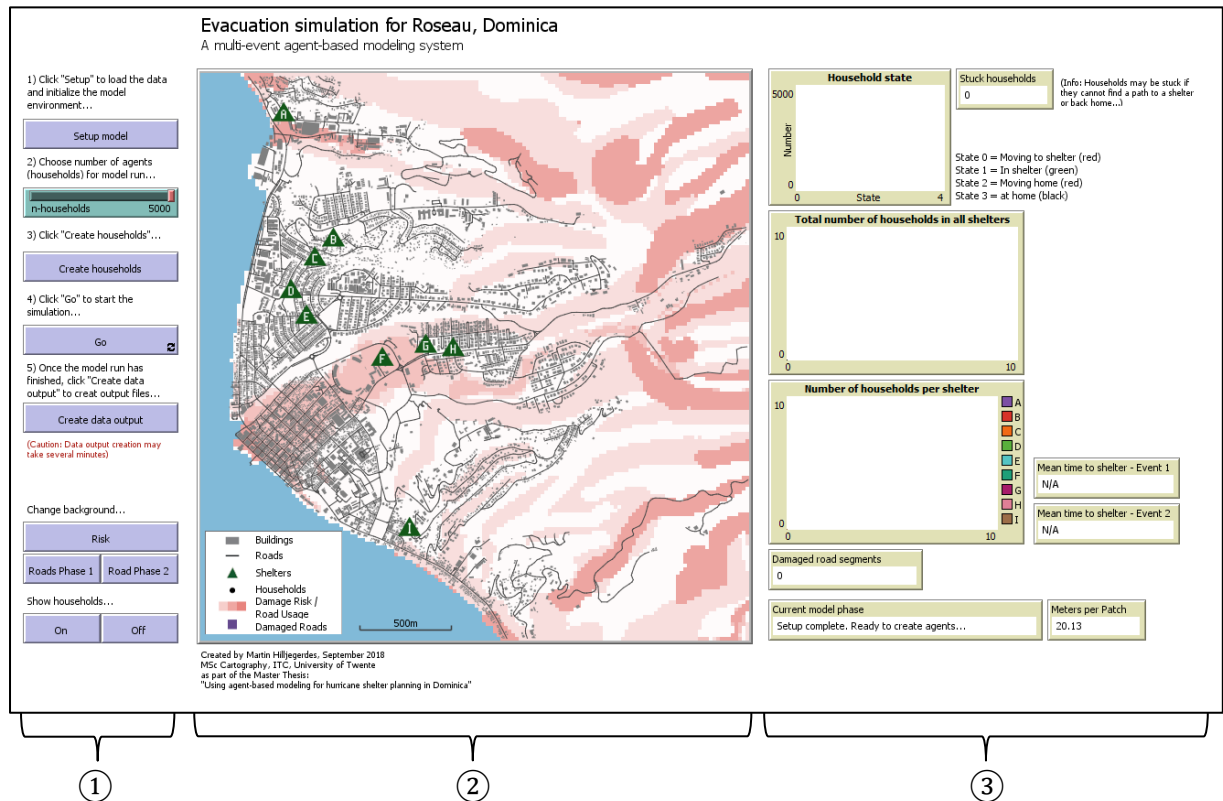 Evacuation simulation for Roseau, Dominica
A multi-event agent-based modeling system
1) Click "Setup" to load the data
and initialize the model
environment...
Setup model
2) Choose number of agents
(households) for model run...
n-households 5000
3) Click "Create households"...
Create households
4) Click "Go" to start the
simulation...
Go
5) Once the model run has
finished, click "Create data
output" to creat output files...
Create data output
(Caution: Data output creation may
take several minutes)
Change background...
Risk
Roads Phase 1 Road Phase 2
Show households...
On Off
A
B
C
D
E
F
G
H
I
Buildings
Roads
Shelters
Households
Damage Risk /
Road Usage
Damaged Roads
500m
Created by Martin Hilljegerdes, September 2018
MSc Cartography, ITC, University of Twente
as part of the Master Thesis:
"Using agent-based modeling for hurricane shelter planning in Dominica"
Household state
5000
Number
0
0 State 4
Stuck households
0
(Info: Households may be stuck if
they cannot find a path to a shelter
or back home...)
State 0 = Moving to shelter (red)
State 1 = In shelter (green)
State 2 = Moving home (red)
State 3 = at home (black)
Total number of households in all shelters
10
0
0 10
Number of households per shelter
10
0
0 10
A
B
C
D
E
F
G
H
I
Mean time to shelter - Event 1
N/A
Mean time to shelter - Event 2
N/A
Damaged road segments
0
Current model phase
Setup complete. Ready to create agents...
Meters per Patch
20.13
① ② ③